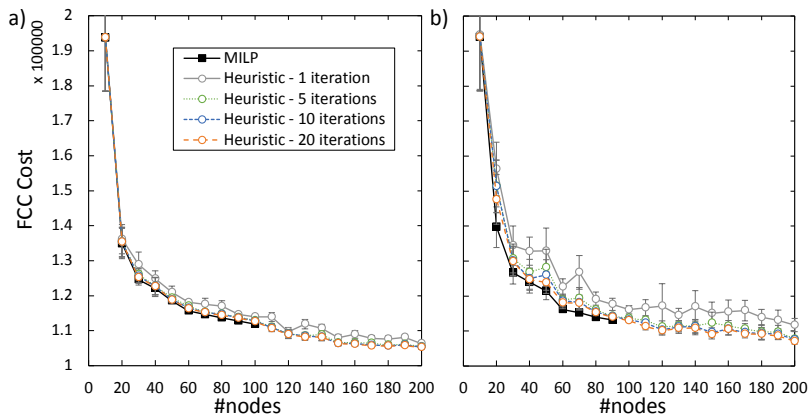 a)
b)
x 100000
FCC Cost
2
1.9
1.8
1.7
1.6
1.5
1.4
1.3
1.2
1.1
1
MILP
Heuristic - 1 iteration
Heuristic - 5 iterations
Heuristic - 10 iterations
Heuristic - 20 iterations
0 20 40 60 80 100 120 140 160 180 200
0 20 40 60 80 100 120 140 160 180 200
#nodes
#nodes